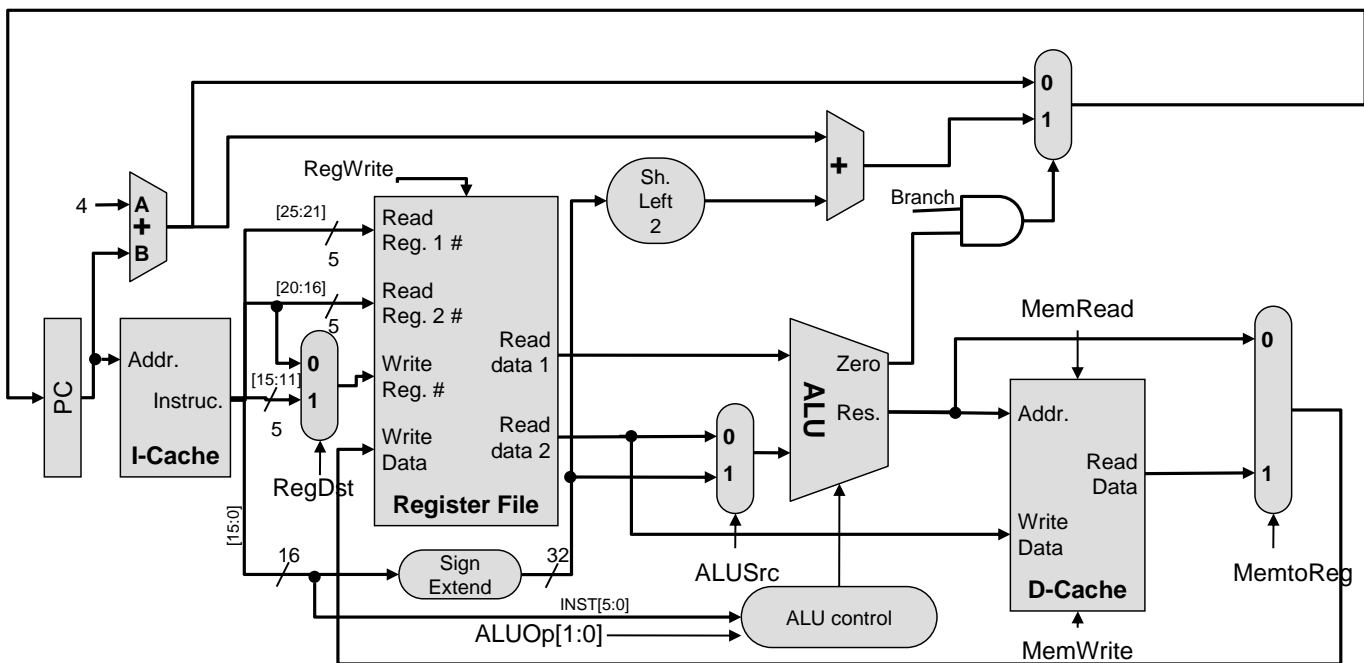 0
1
+
RegWrite
Sh.
Left
2
Branch
4
A
+
B
[25:21]
5
Read
Reg. 1 #
[20:16]
5
Read
Reg. 2 #
MemRead
PC
Addr.
Instruc.
I-Cache
[15:11]
5
0
1
RegDst
Write
Reg. #
Write
Data
Read
data 1
Read
data 2
Register File
0
1
ALUSrc
Zero
ALU
Res.
Addr.
Read
Data
Write
Data
D-Cache
MemWrite
0
1
MemtoReg
[15:0]
16
Sign
Extend
32
INST[5:0]
ALUOp[1:0]
ALU control